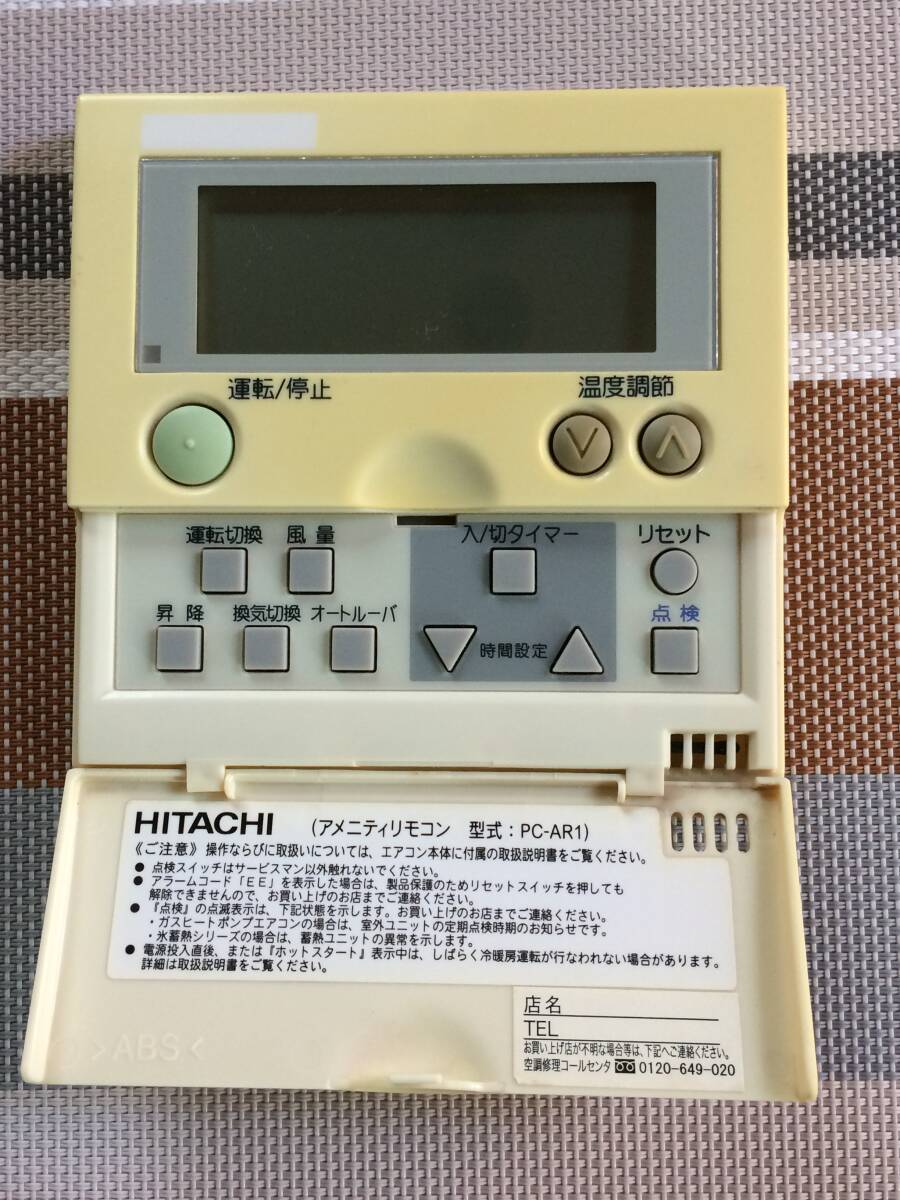 運転/停止
温度調節
運転切換 風量 入/切タイマー リセット
昇降 換気切換 オートルーバ 時間設定 点検
HITACHI (アメニティリモコン 型式:PC-AR1)
《ご注意》操作ならびに取扱いについては、エアコン本体に付属の取扱説明書をご覧ください。
● 点検スイッチはサービスマン以外触れないでください。
● アラームコード「EE」を表示した場合は、製品保護のためリセットスイッチを押しても
解除できませんので、お買い上げのお店までご連絡ください。
● 『点検』の点滅表示は、下記状態を示します。お買い上げのお店までご連絡ください。
・ガスヒートポンプエアコンの場合は、室外ユニットの定期点検時期のお知らせです。
・氷蓄熱シリーズの場合は、蓄熱ユニットの異常を示します。
● 電源投入直後、または『ホットスタート』表示中は、しばらく冷暖房運転が行なわれない場合があります。
詳細は取扱説明書をご覧ください。
店名
TEL
お買い上げ店が不明な場合等は、下記へご連絡ください。
空調修理コールセンタ 0120-649-020
>ABS<